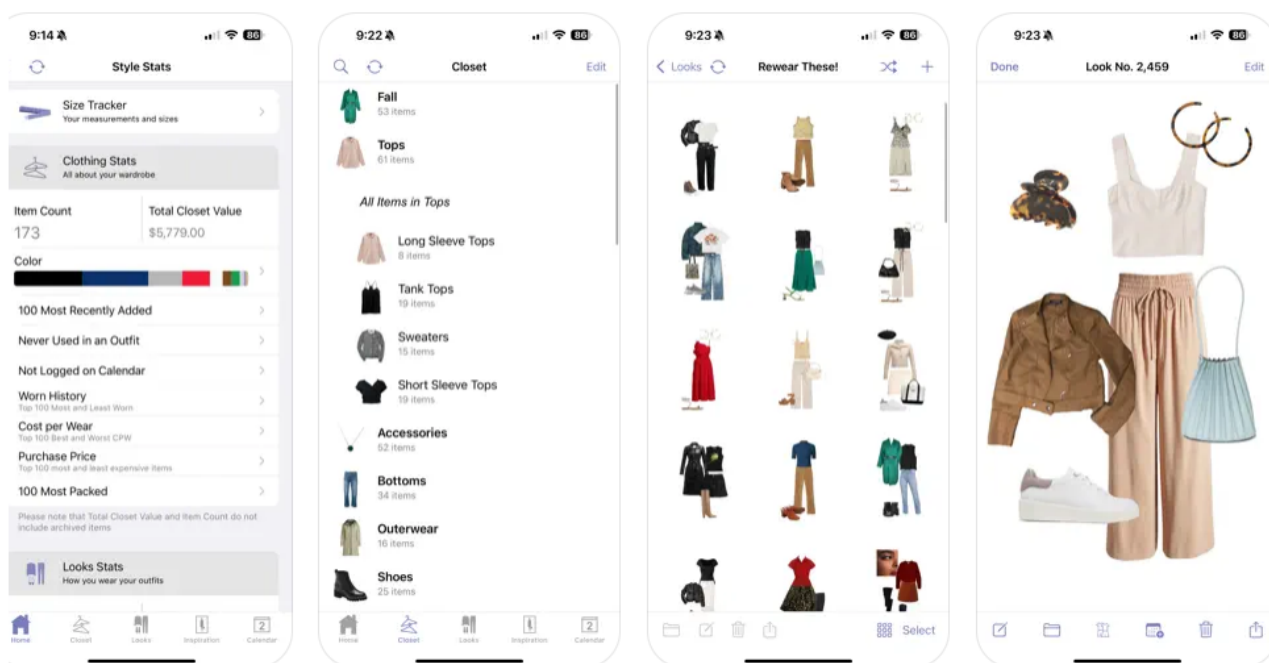 9:14
86
Style Stats
Size Tracker
Your measurements and sizes
Clothing Stats
All about your wardrobe
Item Count
Total Closet Value
173
$5,779.00
Color
100 Most Recently Added
Never Used in an Outfit
Not Logged on Calendar
Worn History
Top 100 Most and Least Worn
Cost per Wear
Top 100 Best and Worst CPW
Purchase Price
Top 100 most and least expensive items
100 Most Packed
Please note that Total Closet Value and Item Count do not
include archived items
Looks Stats
How you wear your outfits
Home
Closet
Looks
Inspiration
2
Calendar
9:22
86
Closet
Edit
Fall
53 items
Tops
61 items
All Items in Tops
Long Sleeve Tops
8 items
Tank Tops
19 items
Sweaters
15 items
Short Sleeve Tops
19 items
Accessories
52 items
Bottoms
34 items
Outerwear
16 items
Shoes
25 items
Home
Closet
Looks
Inspiration
2
Calendar
9:23
86
Looks
Rewear These!
Select
9:23
86
Done
Look No. 2,459
Edit